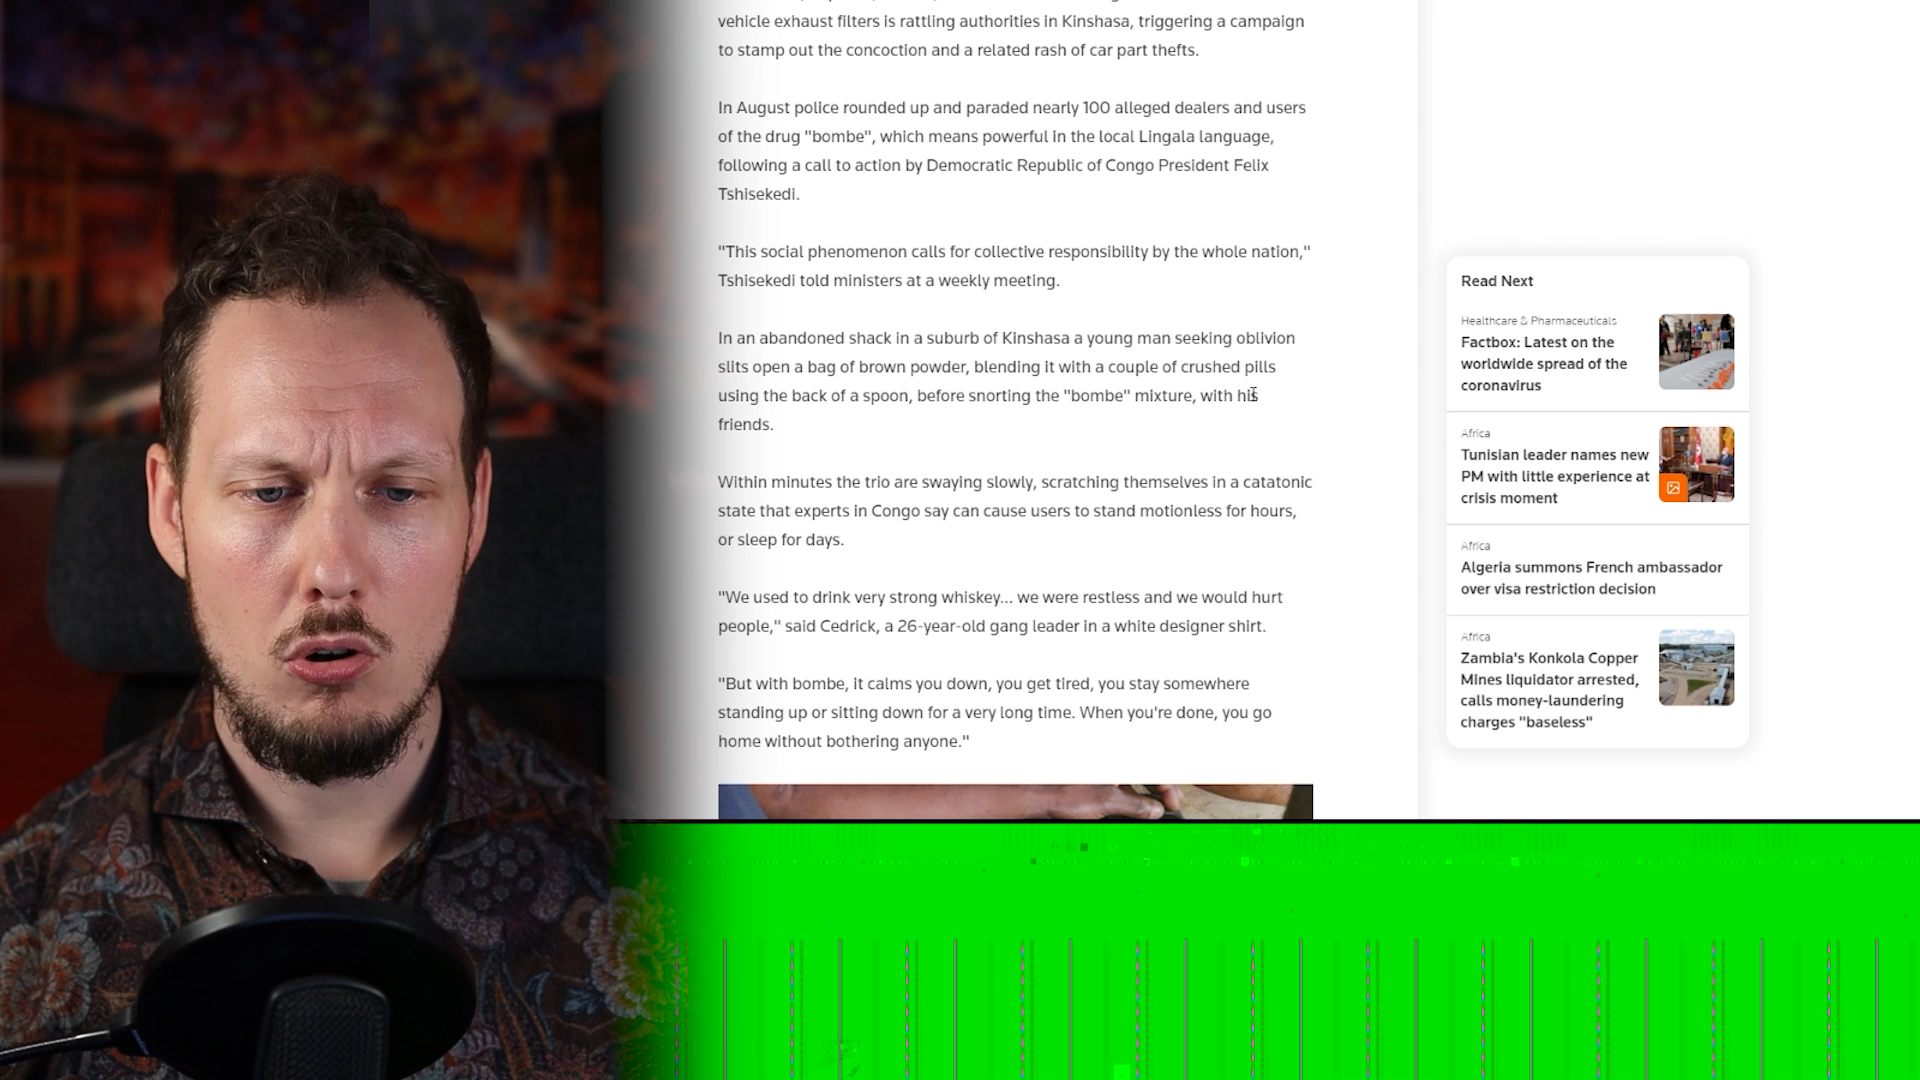 vehicle exhaust filters is rattling authorities in Kinshasa, triggering a campaign
to stamp out the concoction and a related rash of car part thefts.
In August police rounded up and paraded nearly 100 alleged dealers and users
of the drug "bombe", which means powerful in the local Lingala language,
following a call to action by Democratic Republic of Congo President Felix
Tshisekedi.
"This social phenomenon calls for collective responsibility by the whole nation,"
Tshisekedi told ministers at a weekly meeting.
In an abandoned shack in a suburb of Kinshasa a young man seeking oblivion
slits open a bag of brown powder, blending it with a couple of crushed pills
using the back of a spoon, before snorting the "bombe" mixture, with his
friends.
Within minutes the trio are swaying slowly, scratching themselves in a catatonic
state that experts in Congo say can cause users to stand motionless for hours,
or sleep for days.
"We used to drink very strong whiskey... we were restless and we would hurt
people," said Cedrick, a 26-year-old gang leader in a white designer shirt.
"But with bombe, it calms you down, you get tired, you stay somewhere
standing up or sitting down for a very long time. When you're done, you go
home without bothering anyone."
Read Next
Healthcare & Pharmaceuticals
Factbox: Latest on the
worldwide spread of the
coronavirus
Africa
Tunisian leader names new
PM with little experience at
crisis moment
Africa
Algeria summons French ambassador
over visa restriction decision
Africa
Zambia's Konkola Copper
Mines liquidator arrested,
calls money-laundering
charges "baseless"